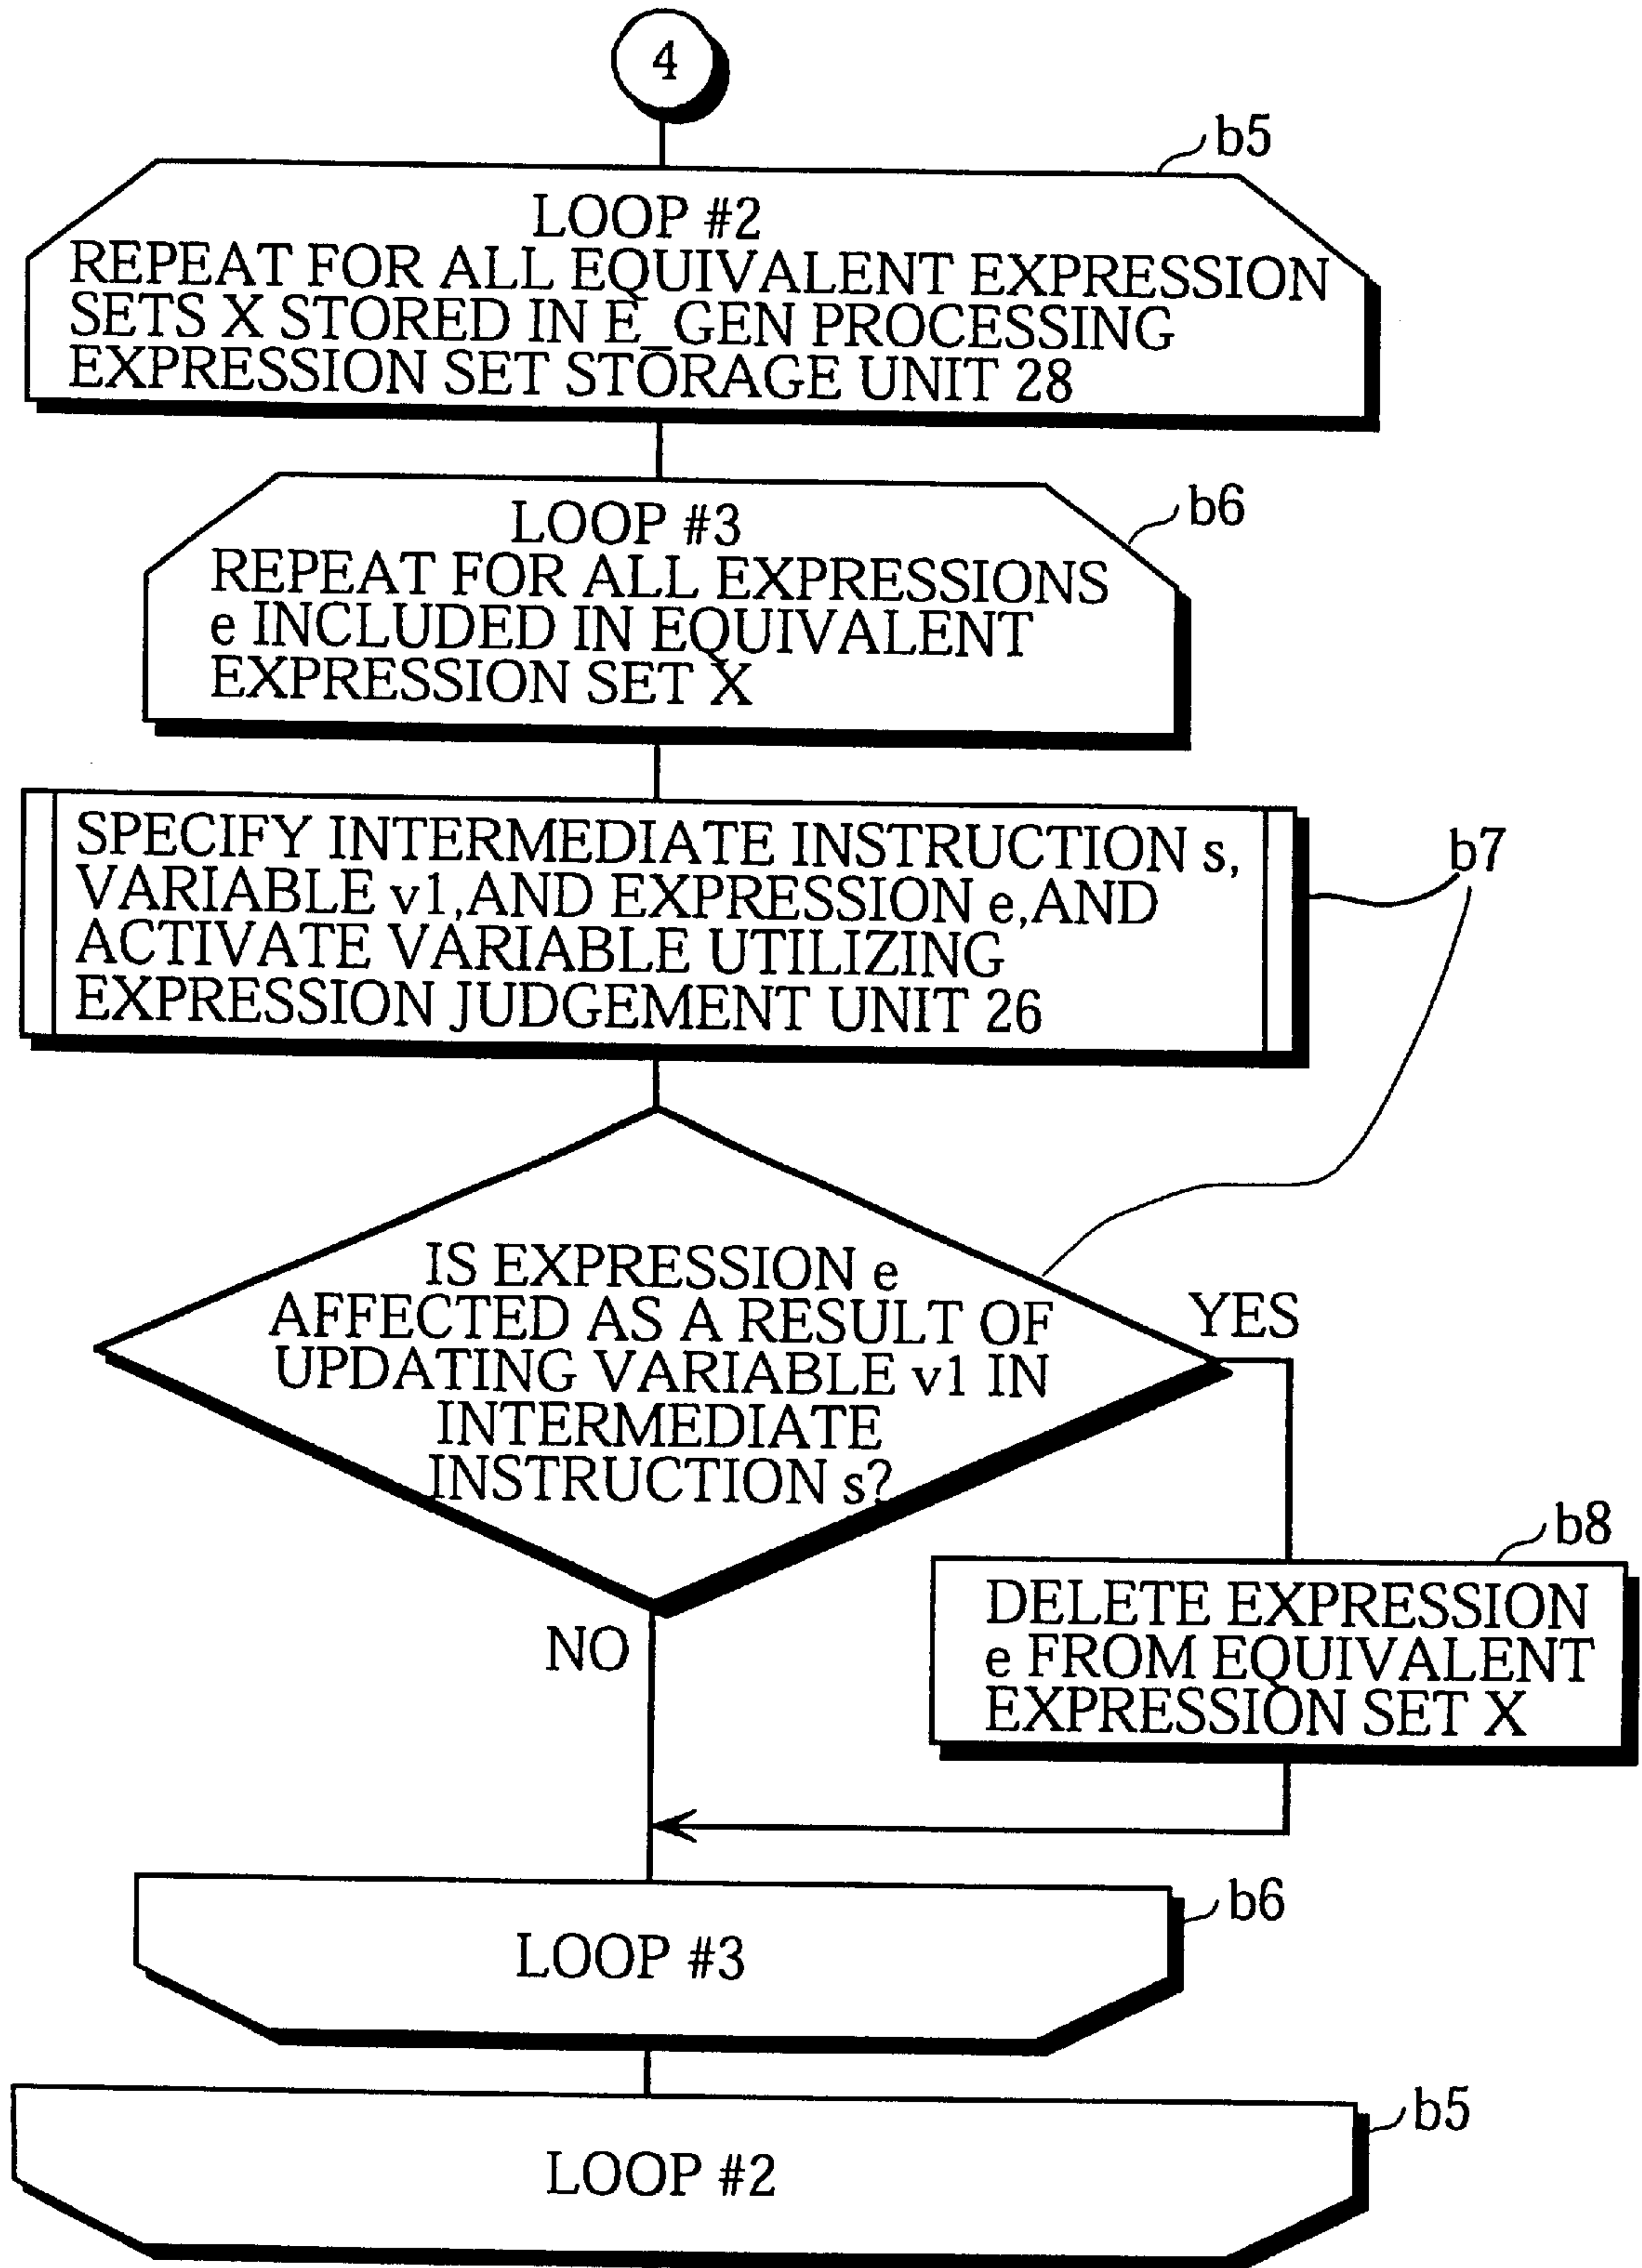 4
b5
LOOP #2
REPEAT FOR ALL EQUIVALENT EXPRESSION
SETS X STORED IN E_GEN PROCESSING
EXPRESSION SET STORAGE UNIT 28
b6
LOOP #3
REPEAT FOR ALL EXPRESSIONS
e INCLUDED IN EQUIVALENT
EXPRESSION SET X
b7
SPECIFY INTERMEDIATE INSTRUCTION s,
VARIABLE v1,AND EXPRESSION e,AND
ACTIVATE VARIABLE UTILIZING
EXPRESSION JUDGEMENT UNIT 26
IS EXPRESSION e
AFFECTED AS A RESULT OF
UPDATING VARIABLE v1 IN
INTERMEDIATE
INSTRUCTION s?
YES
NO
b8
DELETE EXPRESSION
e FROM EQUIVALENT
EXPRESSION SET X
b6
LOOP #3
b5
LOOP #2